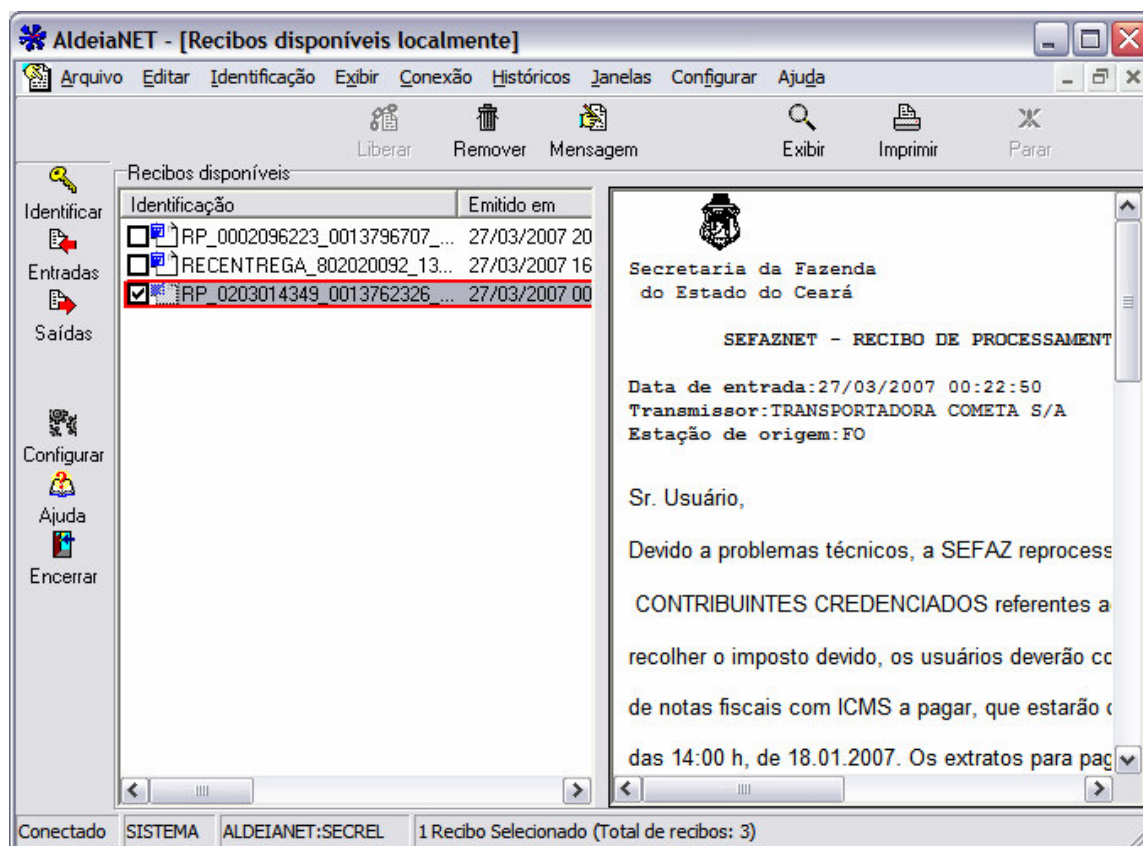 AldeiaNET - [Recibos disponíveis localmente]
Arquivo Editar Identificação Exibir Conexão Históricos Janelas Configurar Ajuda
Liberar Remover Mensagem Exibir Imprimir Parar
Identificar
Entradas
Saídas
Configurar
Ajuda
Encerrar
Recibos disponíveis
Identificação Emitido em
RP_0002096223_0013796707_... 27/03/2007 20
RECENTREGA_802020092_13... 27/03/2007 16
RP_0203014349_0013762326_... 27/03/2007 00
Secretaria da Fazenda
do Estado do Ceará
SEFAZNET - RECIBO DE PROCESSAMENT
Data de entrada:27/03/2007 00:22:50
Transmissor:TRANSPORTADORA COMETA S/A
Estação de origem:FO
Sr. Usuário,
Devido a problemas técnicos, a SEFAZ reprocess
CONTRIBUINTES CREDENCIADOS referentes a
recolher o imposto devido, os usuários deverão co
de notas fiscais com ICMS a pagar, que estarão
das 14:00 h, de 18.01.2007. Os extratos para pag
Conectado SISTEMA ALDEIANET:SECREL 1 Recibo Selecionado (Total de recibos: 3)